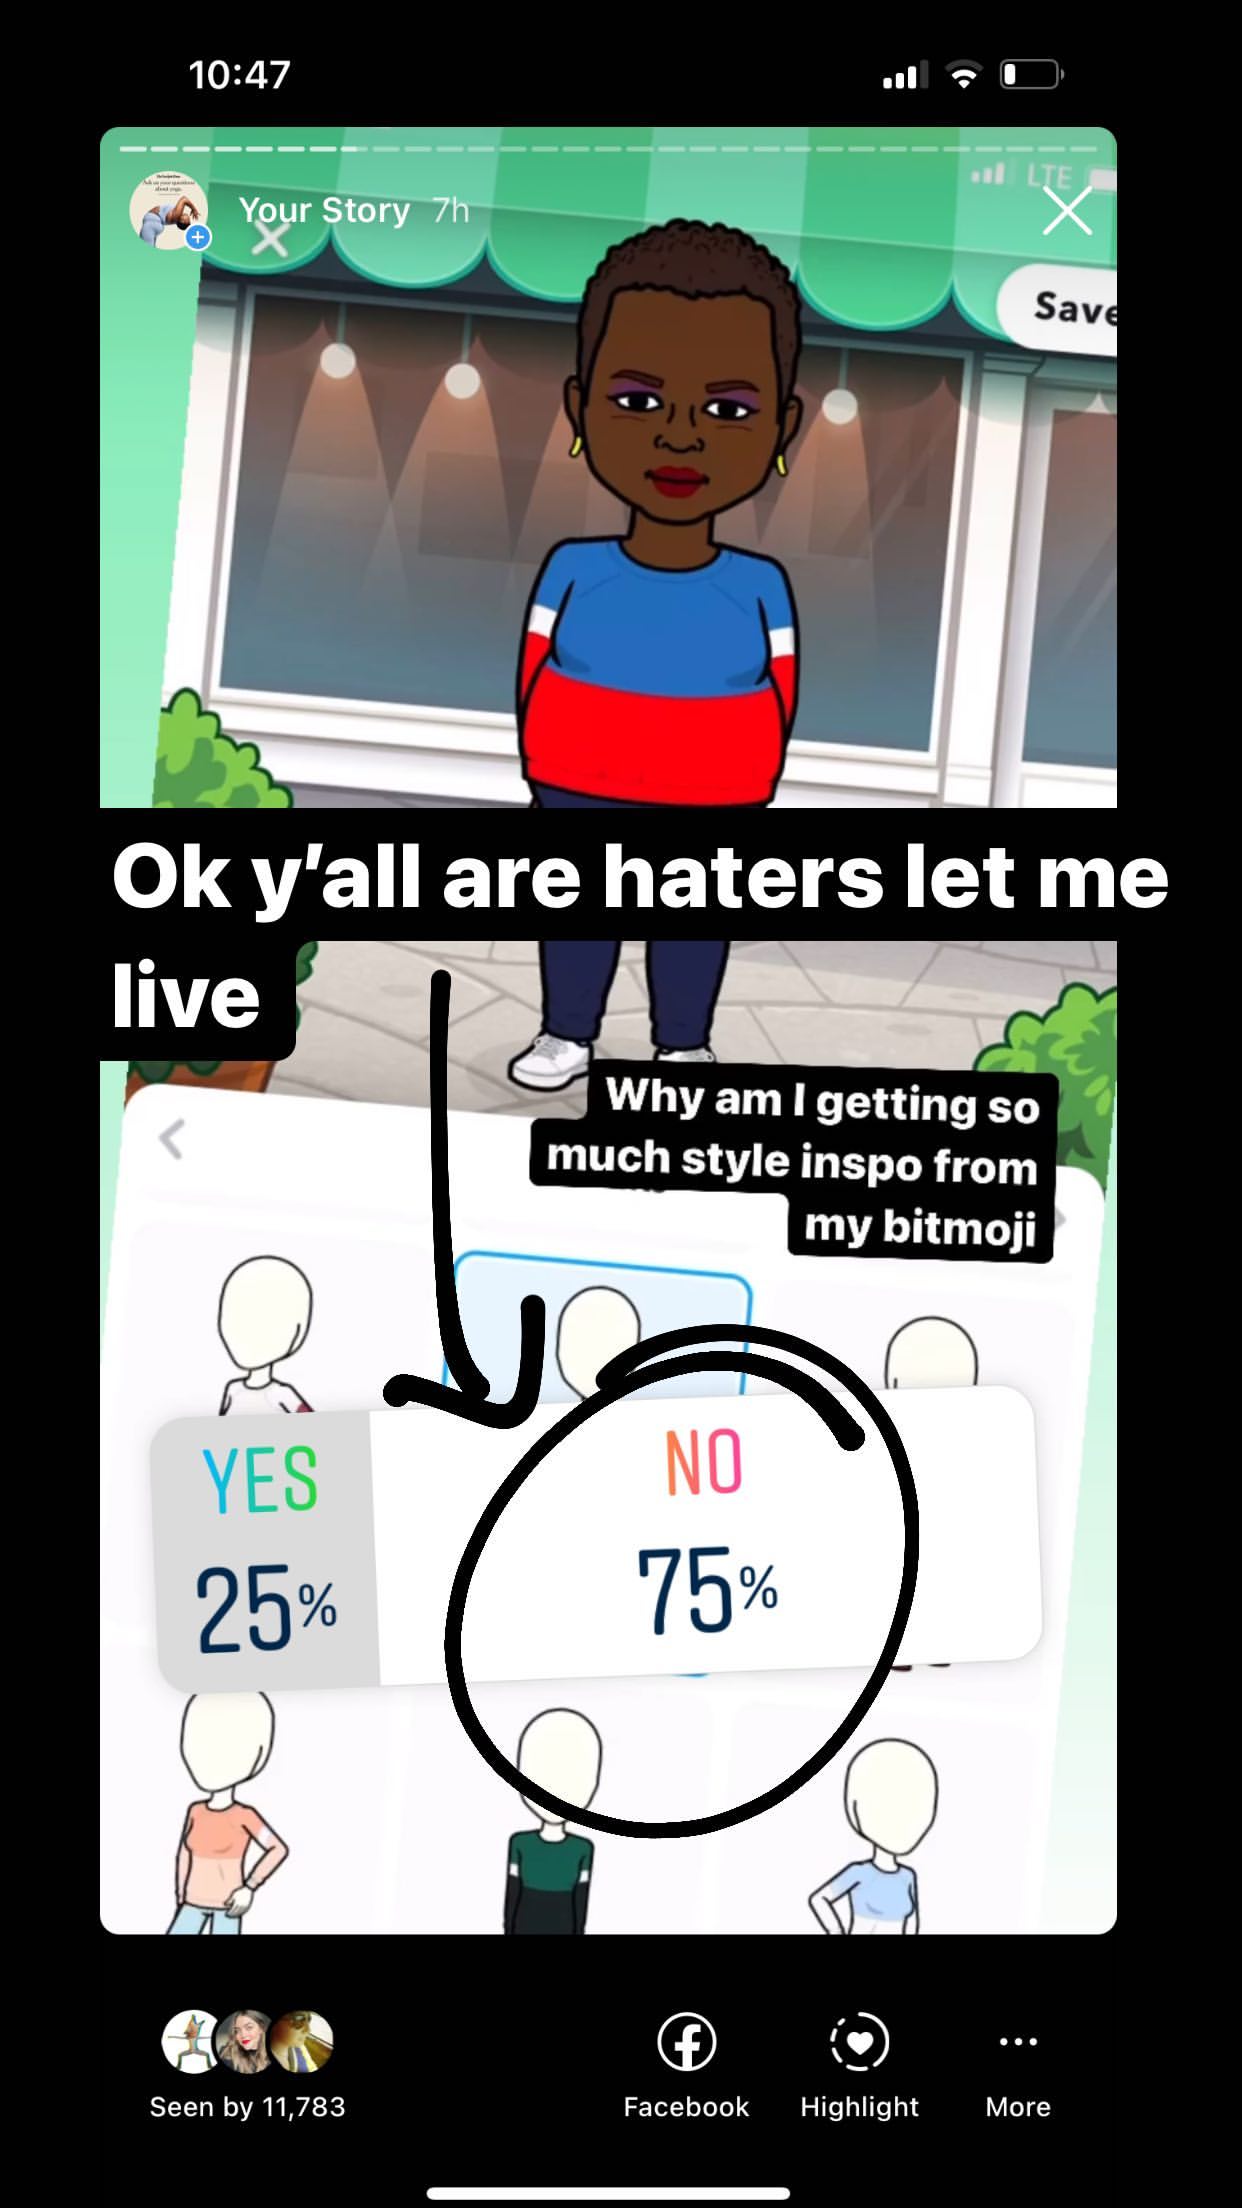 10:47
LTE
Your Story 7h
Save
Ok y'all are haters let me
live
Why am I getting so
much style inspo from
my bitmoji
YES
NO
25%
75%
Seen by 11,783
Facebook
Highlight
More